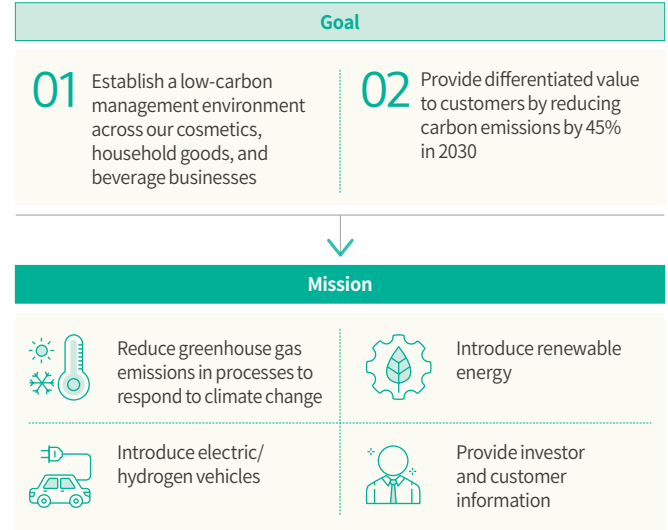 Goal
01
Establish a low-carbon
management environment
across our cosmetics,
household goods, and
beverage businesses
02
Provide differentiated value
to customers by reducing
carbon emissions by 45%
in 2030
Mission
Reduce greenhouse gas
emissions in processes to
respond to climate change
Introduce renewable
energy
Introduce electric/
hydrogen vehicles
Provide investor
and customer
information